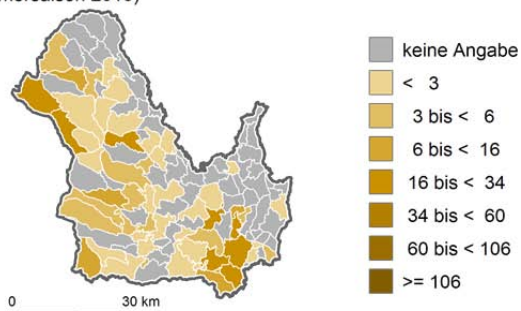 keine Angabe
< 3
3 bis < 6
6 bis < 16
16 bis < 34
34 bis < 60
60 bis < 106
>= 106
0 30 km